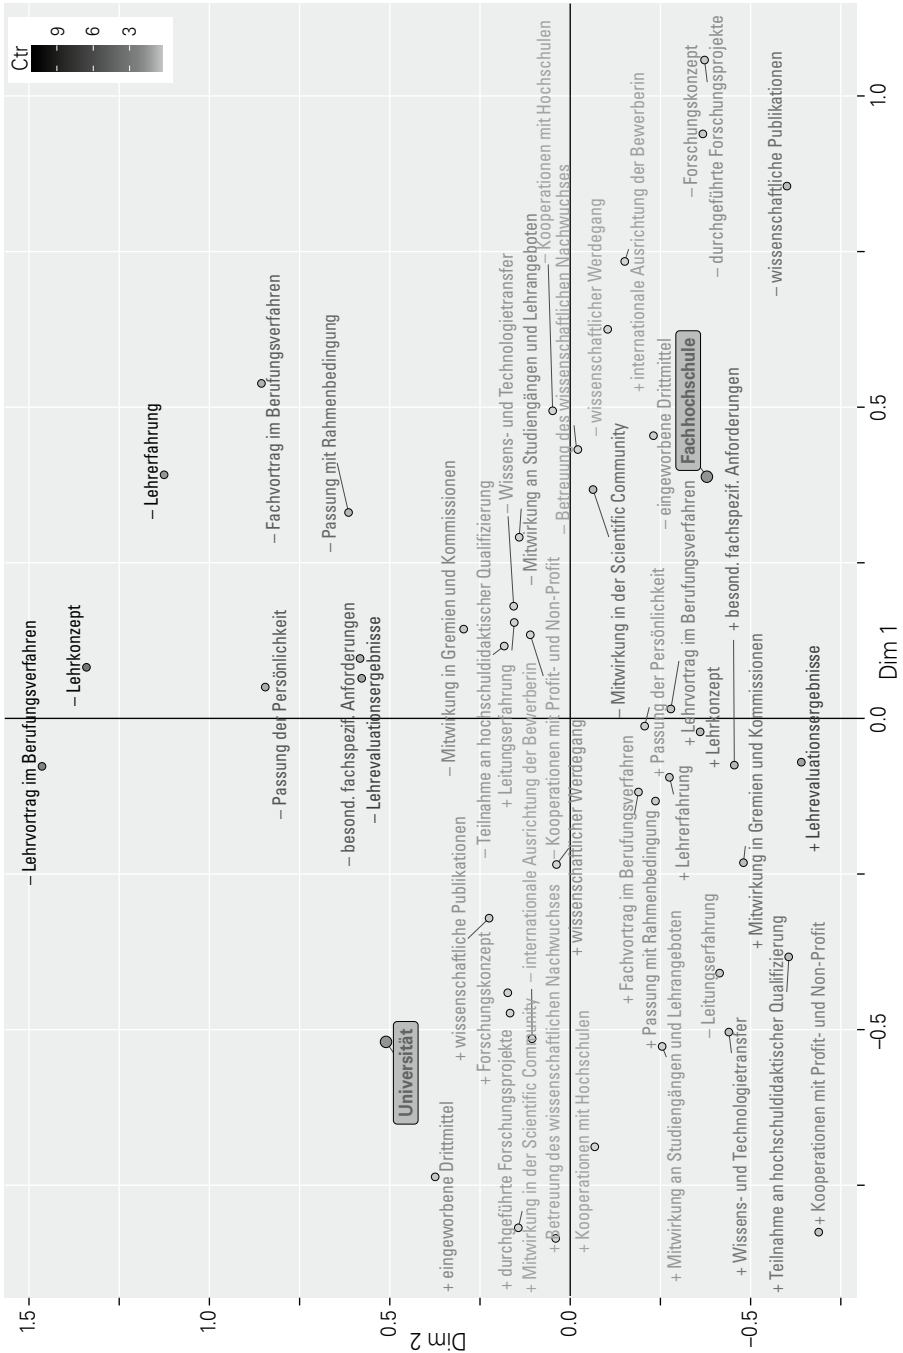 Ctr
9
6
3
– Lehrvortrag im Berufungsverfahren
– Lehrkonzept
– Lehrerfahrung
– Fachvortrag im Berufungsverfahren
– Passung der Persönlichkeit
– Passung mit Rahmenbedingung
– besond. fachspezif. Anforderungen
– Lehrevaluationsergebnisse
Universität
– Mitwirkung in Gremien und Kommissionen
+ eingeworbene Drittmittel
+ wissenschaftliche Publikationen
+ Forschungskonzept
– Teilnahme an hochschuldidaktischer Qualifizierung
+ Leitungserfahrung
– Wissens- und Technologietransfer
+ durchgeführte Forschungsprojekte
– Mitwirkung an Studiengängen und Lehrangeboten
+ Mitwirkung in der Scientific Community
– internationale Ausrichtung der Bewerberin
– Kooperationen mit Hochschulen
+ Betreuung des wissenschaftlichen Nachwuchses
– Kooperationen mit Profit- und Non-Profit
– Betreuung des wissenschaftlichen Nachwuchses
+ wissenschaftlicher Werdegang
+ Kooperationen mit Hochschulen
– wissenschaftlicher Werdegang
– Mitwirkung in der Scientific Community
+ internationale Ausrichtung der Bewerberin
+ Fachvortrag im Berufungsverfahren
+ Passung mit Rahmenbedingung
+ Passung der Persönlichkeit
– eingeworbene Drittmittel
+ Mitwirkung an Studiengängen und Lehrangeboten
+ Lehrerfahrung
+ Lehrvortrag im Berufungsverfahren
Fachhochschule
– Forschungskonzept
– durchgeführte Forschungsprojekte
+ Lehrkonzept
– Leitungserfahrung
+ besond. fachspezif. Anforderungen
+ Wissens- und Technologietransfer
+ Mitwirkung in Gremien und Kommissionen
– wissenschaftliche Publikationen
+ Teilnahme an hochschuldidaktischer Qualifizierung
+ Lehrevaluationsergebnisse
+ Kooperationen mit Profit- und Non-Profit
1.5
1.0
0.5
0.0
–0.5
Dim 2
–0.5
0.0
0.5
1.0
Dim 1